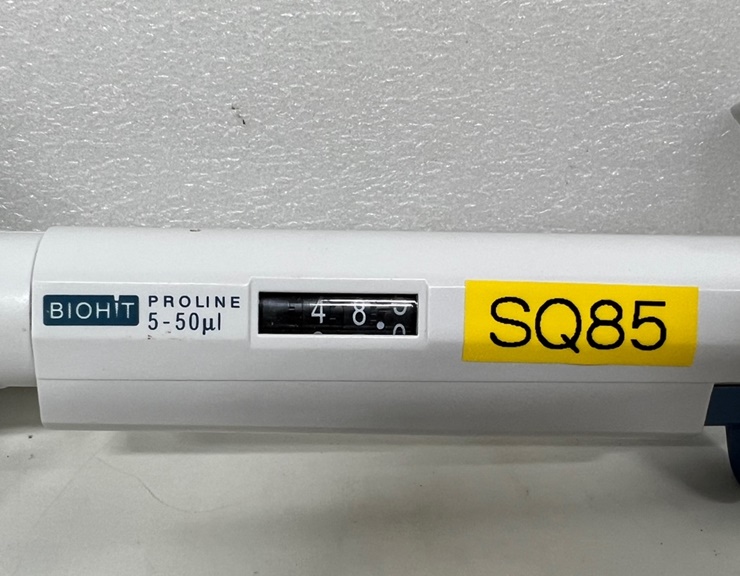 BIOHIT
PROLINE
5-50µl
4 8.
SQ85